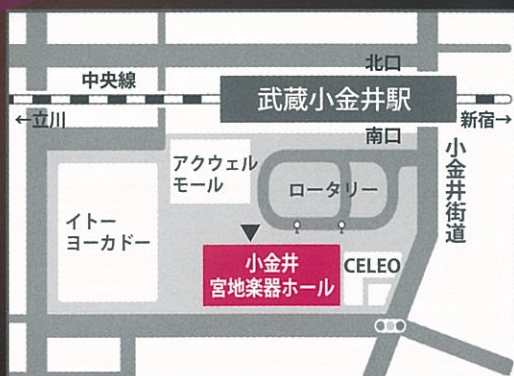 北口
中央線
武蔵小金井駅
←立川
新宿→
南口
小金井街道
アクウェル
モール
ロータリー
イトー
ヨーカドー
小金井
宮地楽器ホール
CELEO